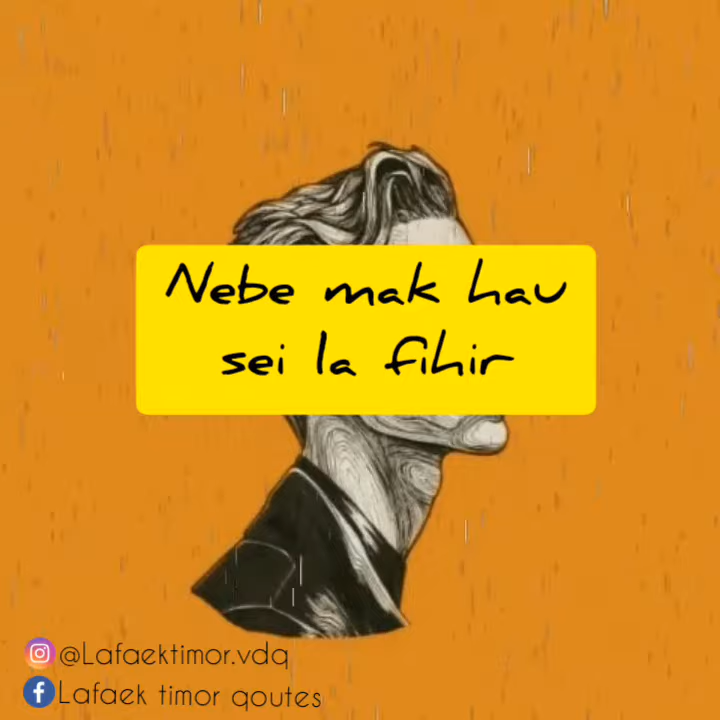 Nebe mak hau
sei la fihir
@Lafaektimor.vdq
Lafaek timor qoutes